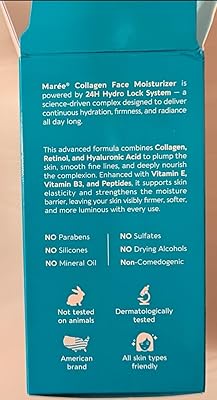 Marée® Collagen Face Moisturizer is
powered by 24H Hydro Lock System – a
science-driven complex designed to deliver
continuous hydration, firmness, and radiance
all day long.
This advanced formula combines Collagen,
Retinol, and Hyaluronic Acid to plump the
skin, smooth fine lines, and deeply nourish
the complexion. Enhanced with Vitamin E,
Vitamin B3, and Peptides, it supports skin
elasticity and strengthens the moisture
barrier, leaving your skin visibly firmer, softer,
and more luminous with every use.
NO Parabens
NO Silicones
NO Mineral Oil
NO Sulfates
NO Drying Alcohols
Non-Comedogenic
Not tested
on animals
Dermatologically
tested
American
brand
All skin types
friendly